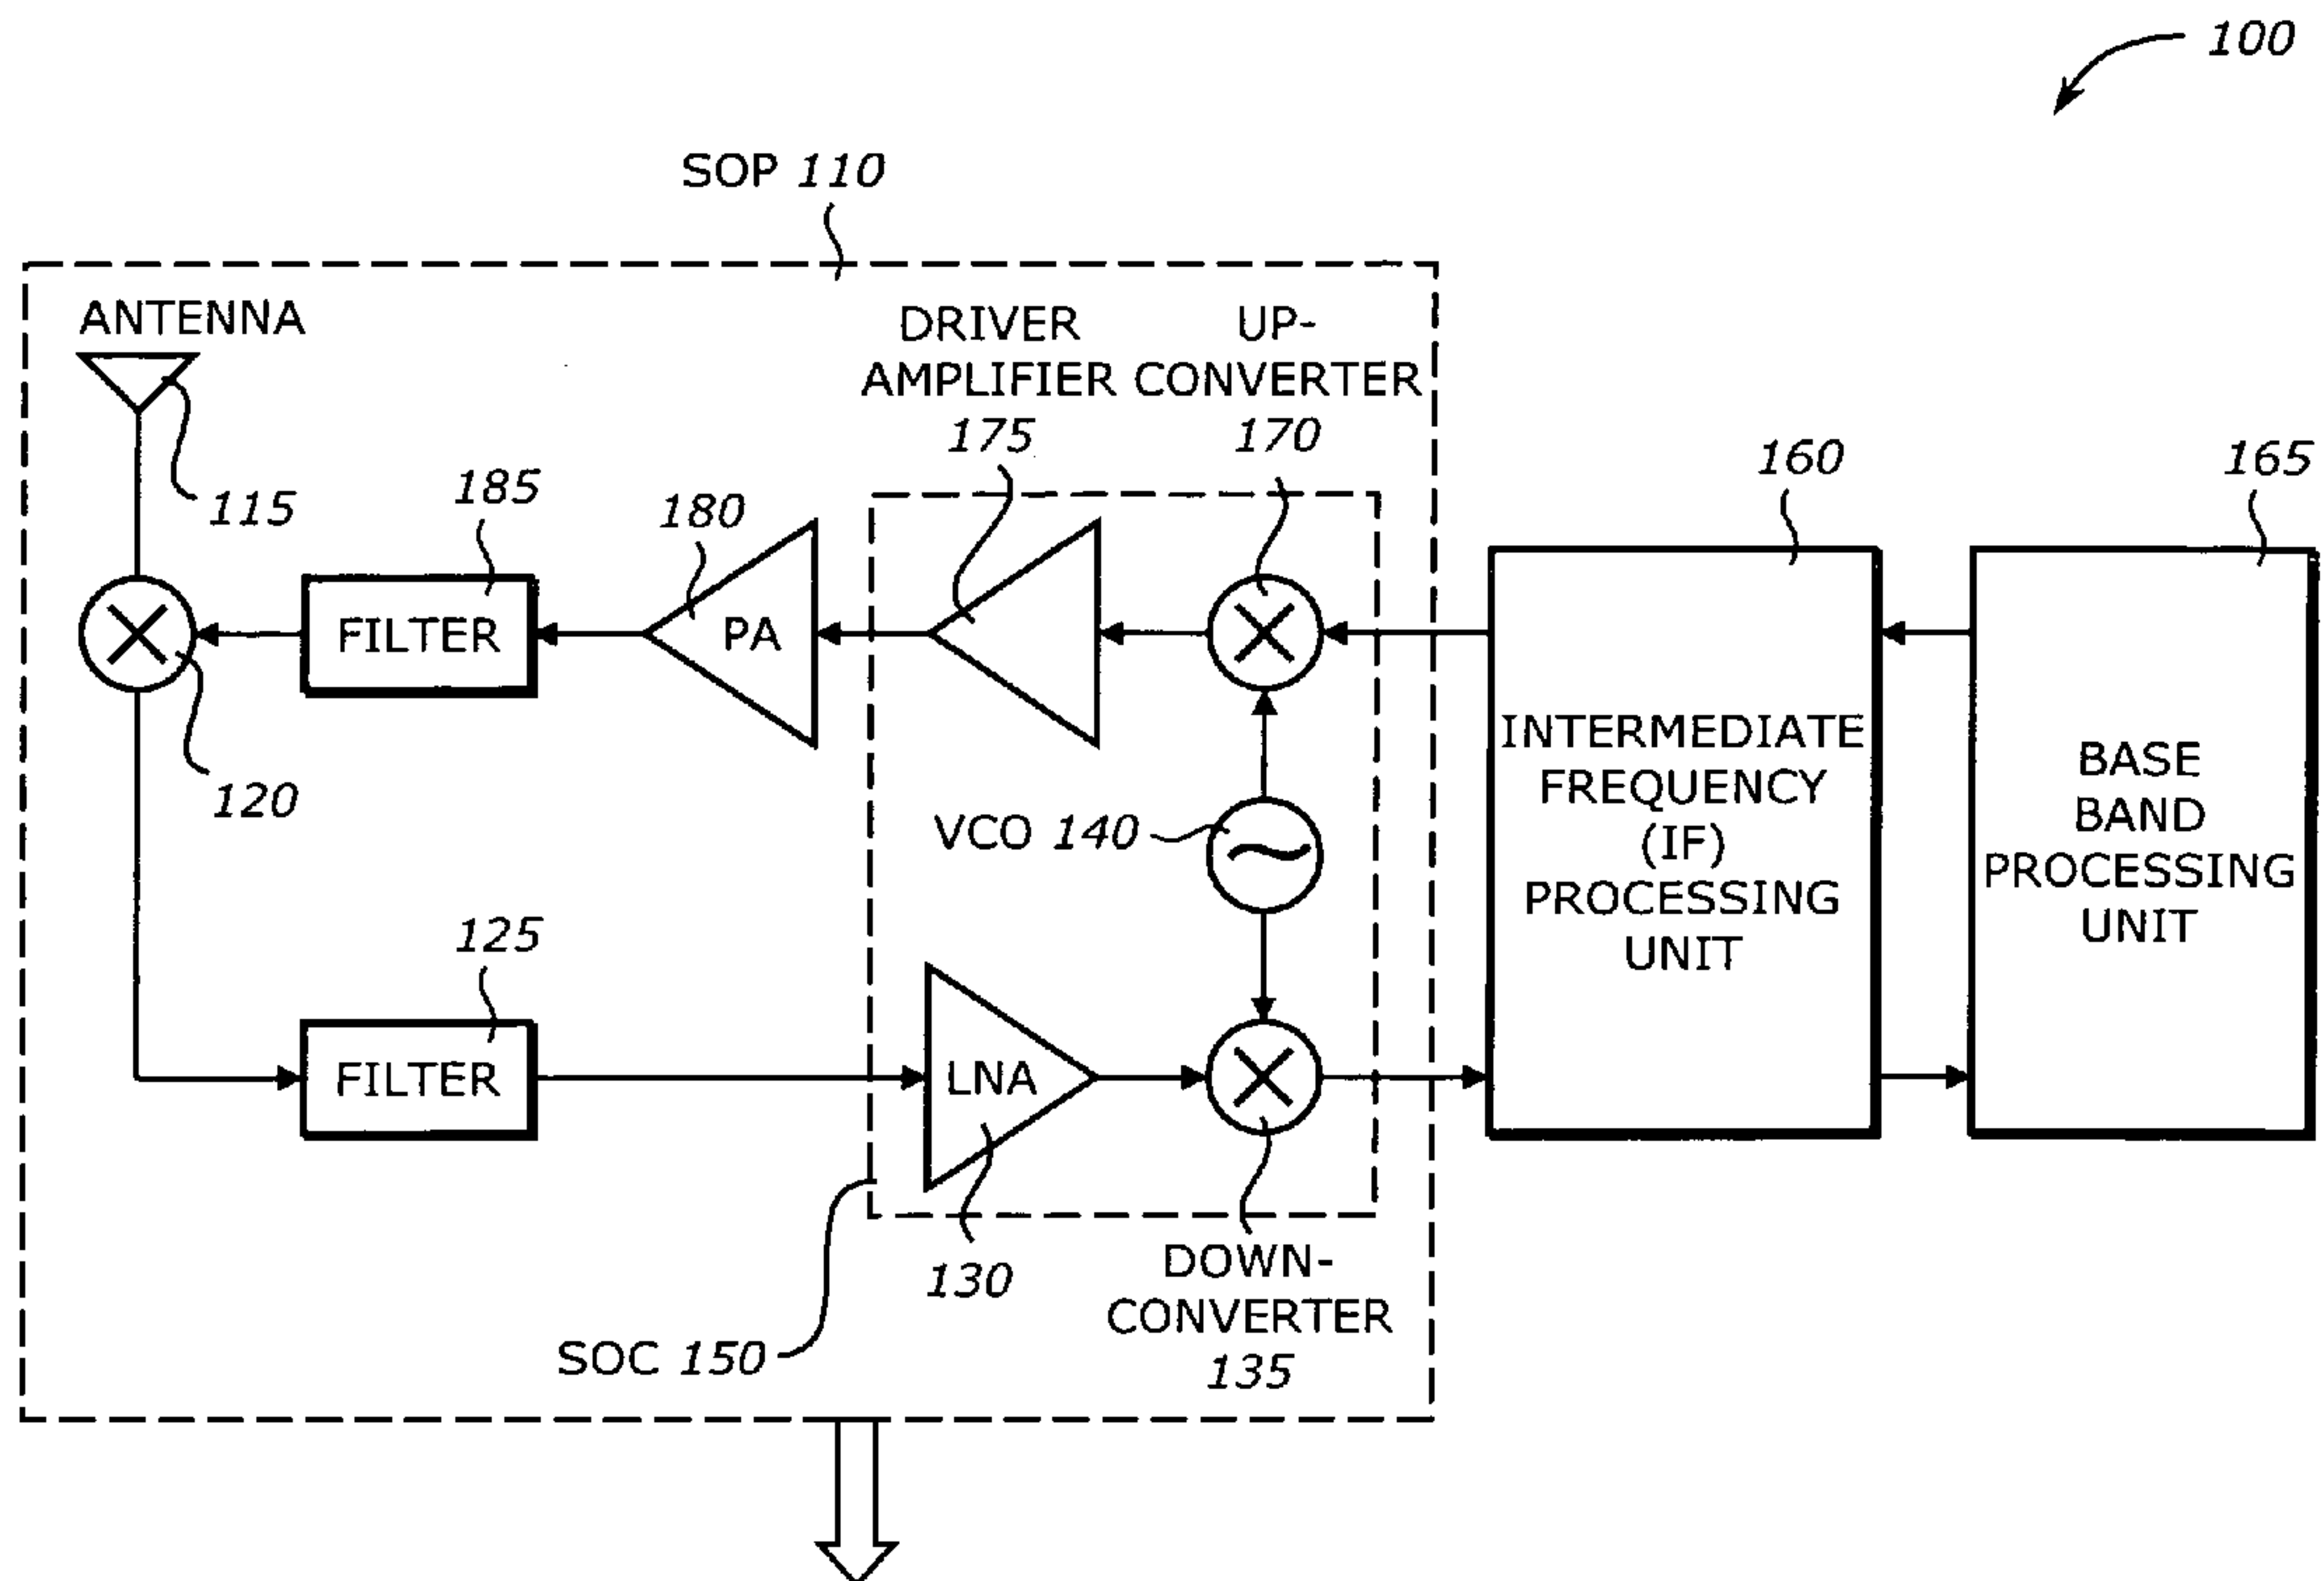 100
SOP 110
ANTENNA
DRIVER
AMPLIFIER
175
UP-
CONVERTER
170
115
185
180
160
165
FILTER
PA
120
VCO 140
INTERMEDIATE
FREQUENCY
(IF)
PROCESSING
UNIT
BASE
BAND
PROCESSING
UNIT
125
FILTER
LNA
130
DOWN-
CONVERTER
135
SOC 150